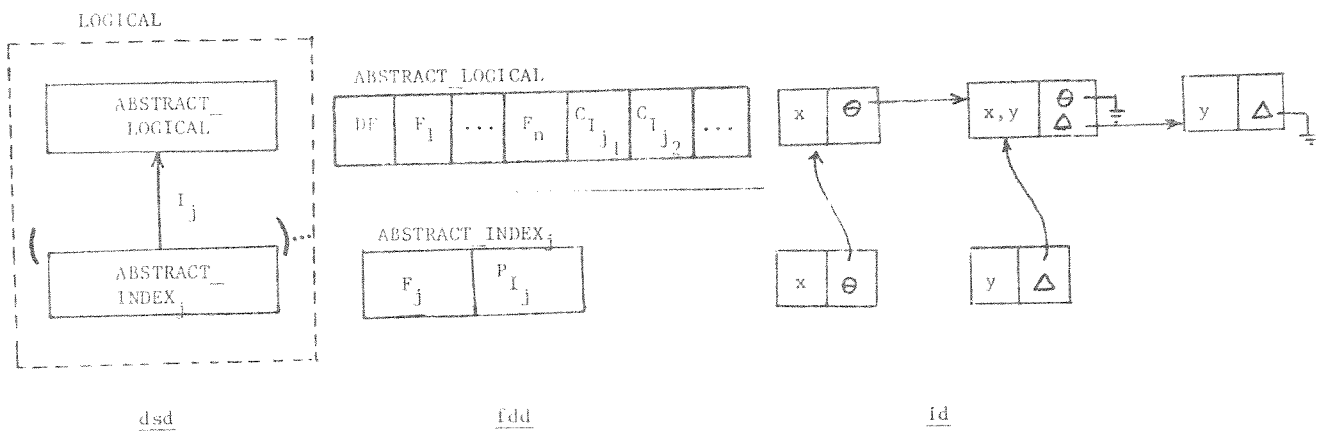 LOGICAL
ABSTRACT_
LOGICAL
I j
( ) ...
ABSTRACT_
INDEX j
ABSTRACT_LOGICAL
DF F 1 ... F n C I j 1 C I j 2 ...
ABSTRACT_INDEX j
F j P I j
x Θ
x,y Θ Δ
y Δ
x Θ
y Δ
dsd
fdd
id